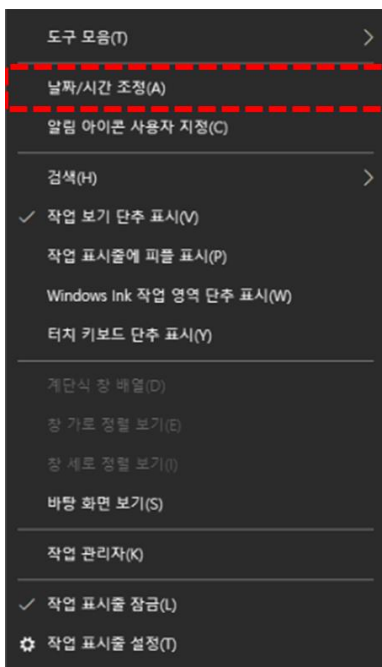 도구 모음(T)
날짜/시간 조정(A)
알림 아이콘 사용자 지정(C)
검색(H)
작업 보기 단추 표시(V)
작업 표시줄에 피플 표시(P)
Windows Ink 작업 영역 단추 표시(W)
터치 키보드 단추 표시(Y)
계단식 창 배열(D)
창 가로 정렬 보기(E)
창 세로 정렬 보기(I)
바탕 화면 보기(S)
작업 관리자(K)
작업 표시줄 잠금(L)
작업 표시줄 설정(T)